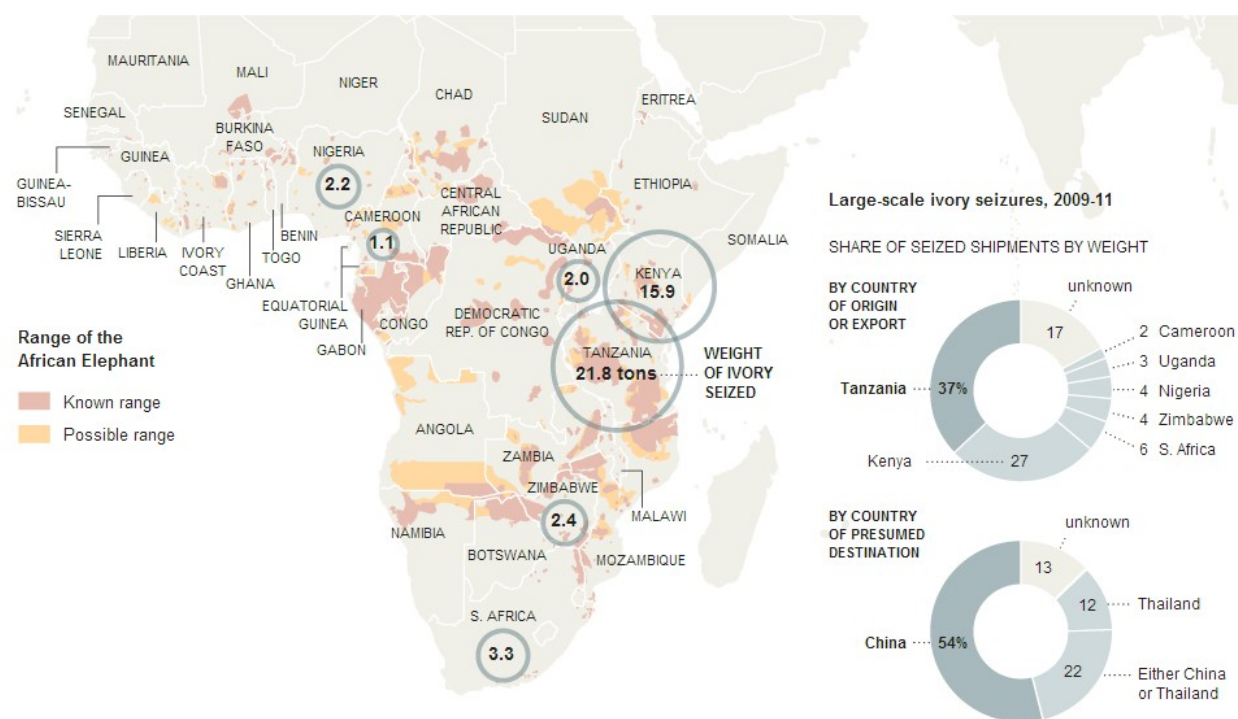 MAURITANIA
MALI
NIGER
CHAD
SUDAN
ERITREA
SENEGAL
BURKINA
FASO
GUINEA
NIGERIA
2.2
ETHIOPIA
GUINEA-
BISSAU
CENTRAL
AFRICAN
REPUBLIC
CAMEROON
1.1
SIERRA
LEONE
LIBERIA
IVORY
COAST
GHANA
TOGO
BENIN
SOMALIA
UGANDA
2.0
KENYA
15.9
EQUATORIAL
GUINEA
GABON
CONGO
DEMOCRATIC
REP. OF CONGO
TANZANIA
21.8 tons
WEIGHT
OF IVORY
SEIZED
Range of the
African Elephant
Known range
Possible range
ANGOLA
ZAMBIA
ZIMBABWE
2.4
MALAWI
NAMIBIA
BOTSWANA
MOZAMBIQUE
S. AFRICA
3.3
Large-scale ivory seizures, 2009-11
SHARE OF SEIZED SHIPMENTS BY WEIGHT
BY COUNTRY
OF ORIGIN
OR EXPORT
unknown
17
2 Cameroon
3 Uganda
4 Nigeria
4 Zimbabwe
6 S. Africa
Tanzania 37%
Kenya 27
BY COUNTRY
OF PRESUMED
DESTINATION
unknown
13
12 Thailand
China 54%
22 Either China
or Thailand